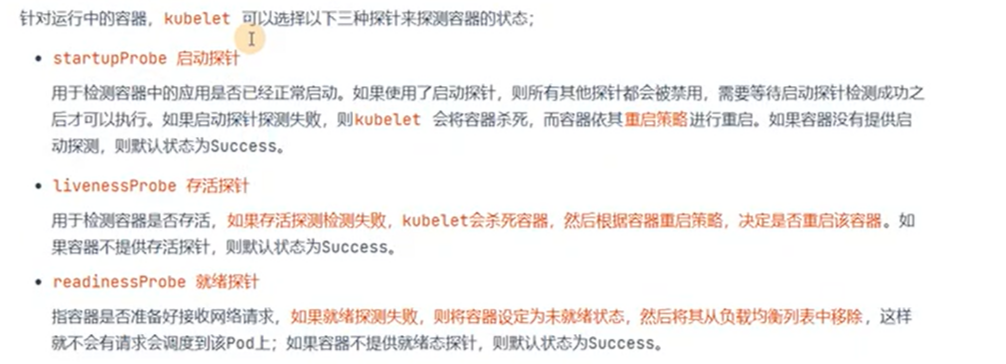 针对运行中的容器，kubelet 可以选择以下三种探针来探测容器的状态；
• startupProbe 启动探针
用于检测容器中的应用是否已经正常启动。如果使用了启动探针，则所有其他探针都会被禁用，需要等待启动探针检测成功之
后才可以执行。如果启动探针探测失败，则kubelet 会将容器杀死，而容器依其重启策略进行重启。如果容器没有提供启
动探测，则默认状态为Success。
• livenessProbe 存活探针
用于检测容器是否存活，如果存活探测检测失败，kubelet会杀死容器，然后根据容器重启策略，决定是否重启该容器。如
果容器不提供存活探针，则默认状态为Success。
• readinessProbe 就绪探针
指容器是否准备好接收网络请求，如果就绪探测失败，则将容器设定为未就绪状态，然后将其从负载均衡列表中移除，这样
就不会有请求会调度到该Pod上；如果容器不提供就绪态探针，则默认状态为Success。